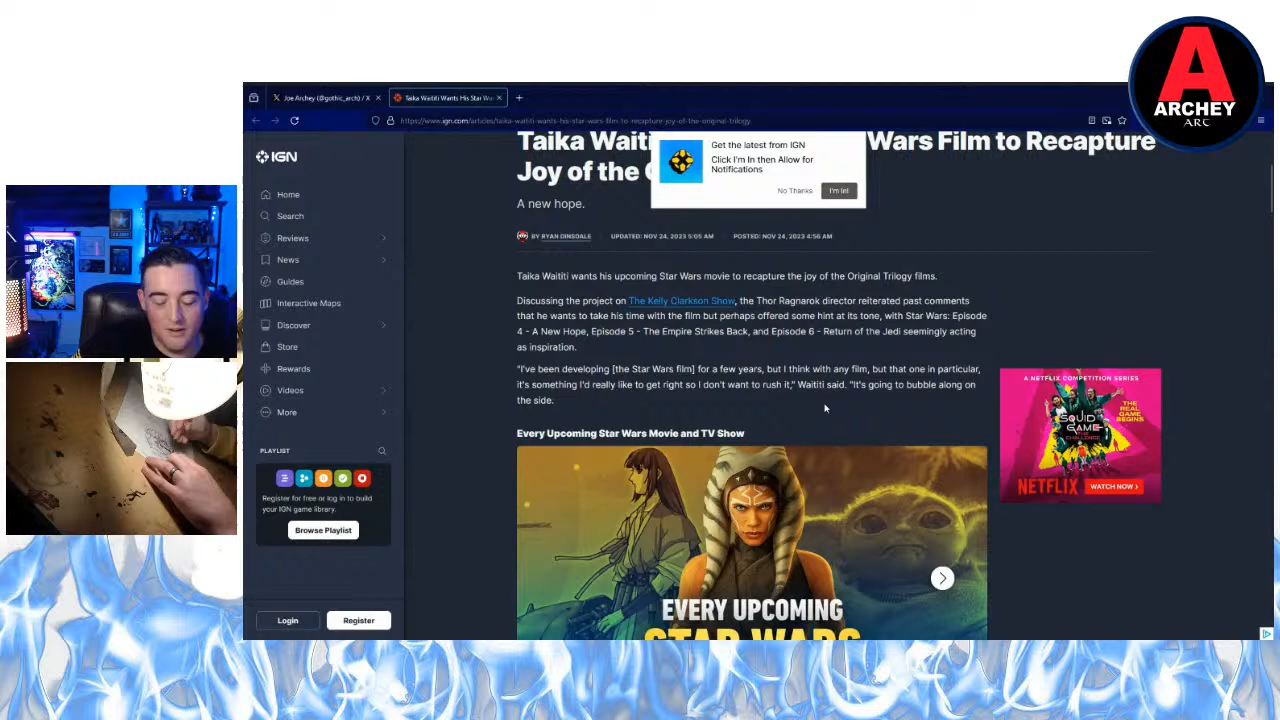 A
ARCHEY
ART
Joe Archey (@gothic_arch) / X
Taika Waititi Wants His Star Wa
https://www.ign.com/articles/taika-waititi-wants-his-star-wars-film-to-recapture-joy-of-the-original-trilogy
IGN
Home
Search
Reviews
News
Guides
Interactive Maps
Discover
Store
Rewards
Videos
More
PLAYLIST
Register for free or log in to build
your IGN game library.
Browse Playlist
Login
Register
Taika Waiti Wars Film to Recapture
Joy of the
Get the latest from IGN
Click I'm In then Allow for
Notifications
No Thanks
I'm In!
A new hope.
BY RYAN DINSDALE
UPDATED: NOV 24, 2023 5:05 AM
POSTED: NOV 24, 2023 4:56 AM
Taika Waititi wants his upcoming Star Wars movie to recapture the joy of the Original Trilogy films.
Discussing the project on The Kelly Clarkson Show, the Thor Ragnarok director reiterated past comments
that he wants to take his time with the film but perhaps offered some hint at its tone, with Star Wars: Episode
4 - A New Hope, Episode 5 - The Empire Strikes Back, and Episode 6 - Return of the Jedi seemingly acting
as inspiration.
"I've been developing [the Star Wars film] for a few years, but I think with any film, but that one in particular,
it's something I'd really like to get right so I don't want to rush it," Waititi said. "It's going to bubble along on
the side.
Every Upcoming Star Wars Movie and TV Show
EVERY UPCOMING
STAR WARS
A NETFLIX COMPETITION SERIES
THE
REAL
GAME
BEGINS
SQUID
GAME
THE CHALLENGE
NETFLIX
WATCH NOW